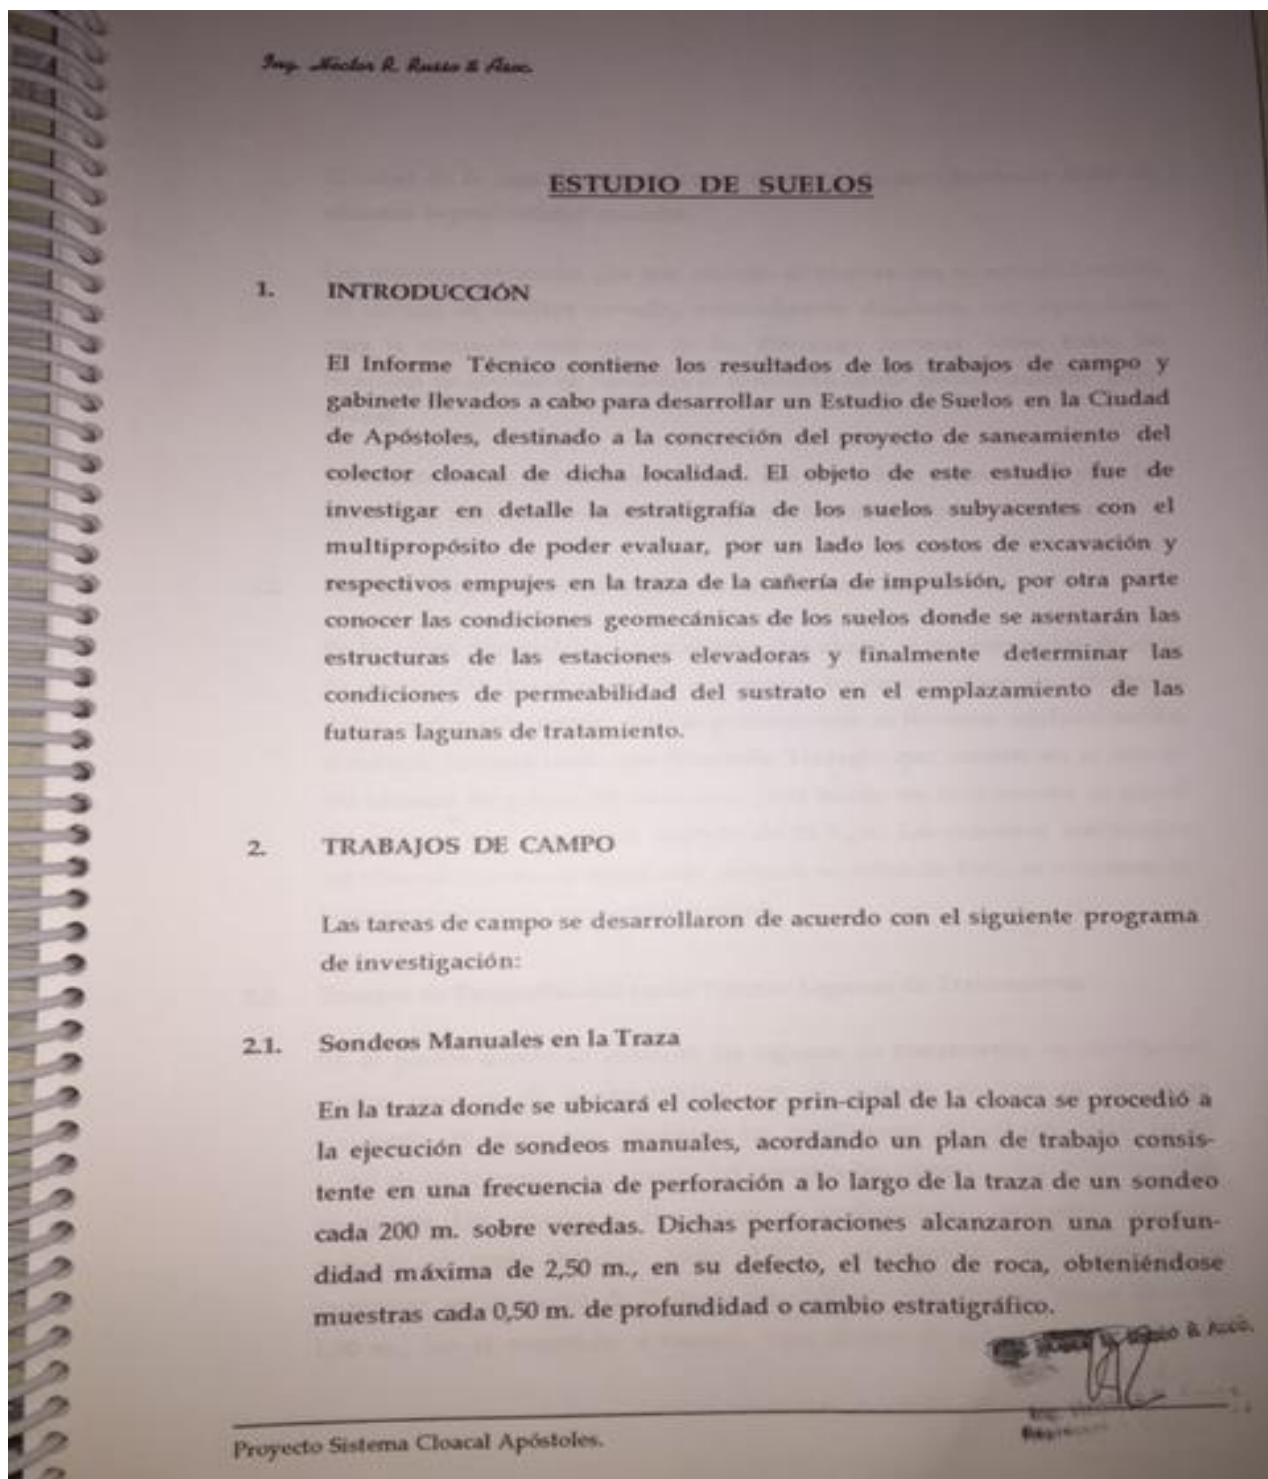 Ing. Hector R. Russo & Asoc.
ESTUDIO DE SUELOS
1. INTRODUCCIÓN
El Informe Técnico contiene los resultados de los trabajos de campo y
gabinete llevados a cabo para desarrollar un Estudio de Suelos en la Ciudad
de Apóstoles, destinado a la concreción del proyecto de saneamiento del
colector cloacal de dicha localidad. El objeto de este estudio fue de
investigar en detalle la estratigrafía de los suelos subyacentes con el
multipropósito de poder evaluar, por un lado los costos de excavación y
respectivos empujes en la traza de la cañería de impulsión, por otra parte
conocer las condiciones geomecánicas de los suelos donde se asentarán las
estructuras de las estaciones elevadoras y finalmente determinar las
condiciones de permeabilidad del sustrato en el emplazamiento de las
futuras lagunas de tratamiento.
2. TRABAJOS DE CAMPO
Las tareas de campo se desarrollaron de acuerdo con el siguiente programa
de investigación:
2.1. Sondeos Manuales en la Traza
En la traza donde se ubicará el colector prin-cipal de la cloaca se procedió a
la ejecución de sondeos manuales, acordando un plan de trabajo consis-
tente en una frecuencia de perforación a lo largo de la traza de un sondeo
cada 200 m. sobre veredas. Dichas perforaciones alcanzaron una profun-
didad máxima de 2,50 m., en su defecto, el techo de roca, obteniéndose
muestras cada 0,50 m. de profundidad o cambio estratigráfico.
& Asoc.
Ing.
Proyecto Sistema Cloacal Apóstoles.